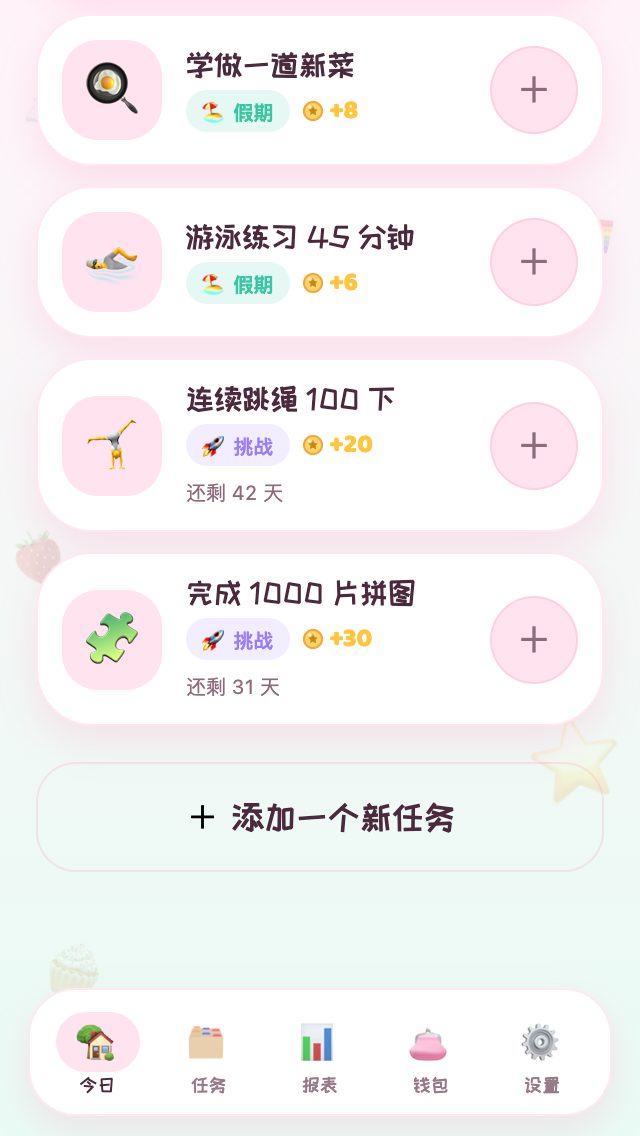 学做一道新菜
假期 +8
游泳练习 45 分钟
假期 +6
连续跳绳 100 下
挑战 +20
还剩 42 天
完成 1000 片拼图
挑战 +30
还剩 31 天
+ 添加一个新任务
今日 任务 报表 钱包 设置